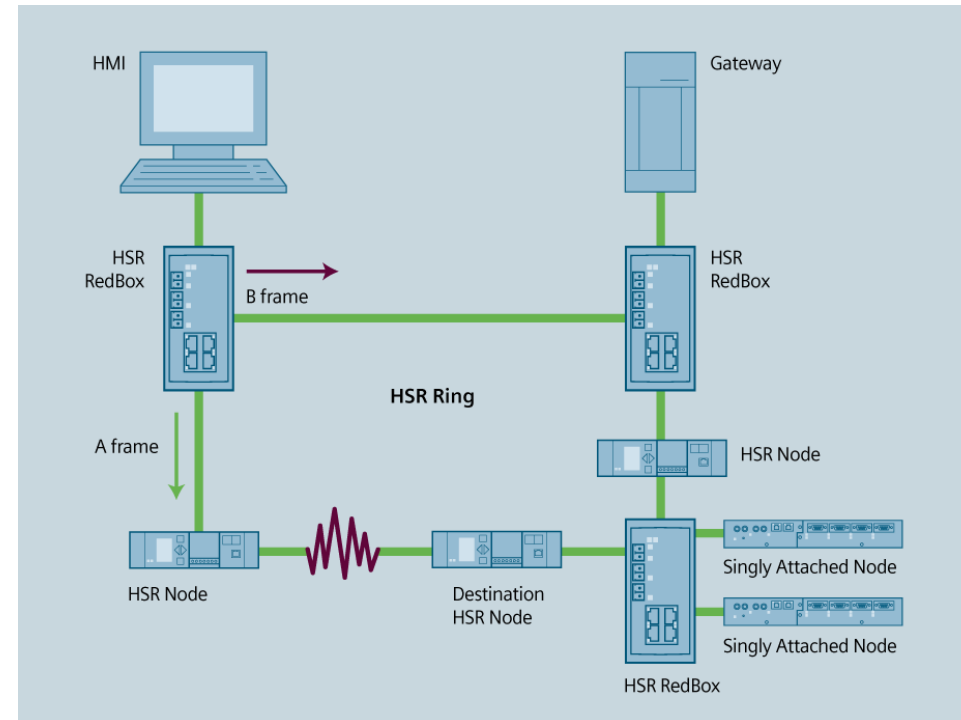 HMI
Gateway
HSR
RedBox
HSR
RedBox
B frame
HSR Ring
A frame
HSR Node
HSR Node
Destination
HSR Node
Singly Attached Node
Singly Attached Node
HSR RedBox